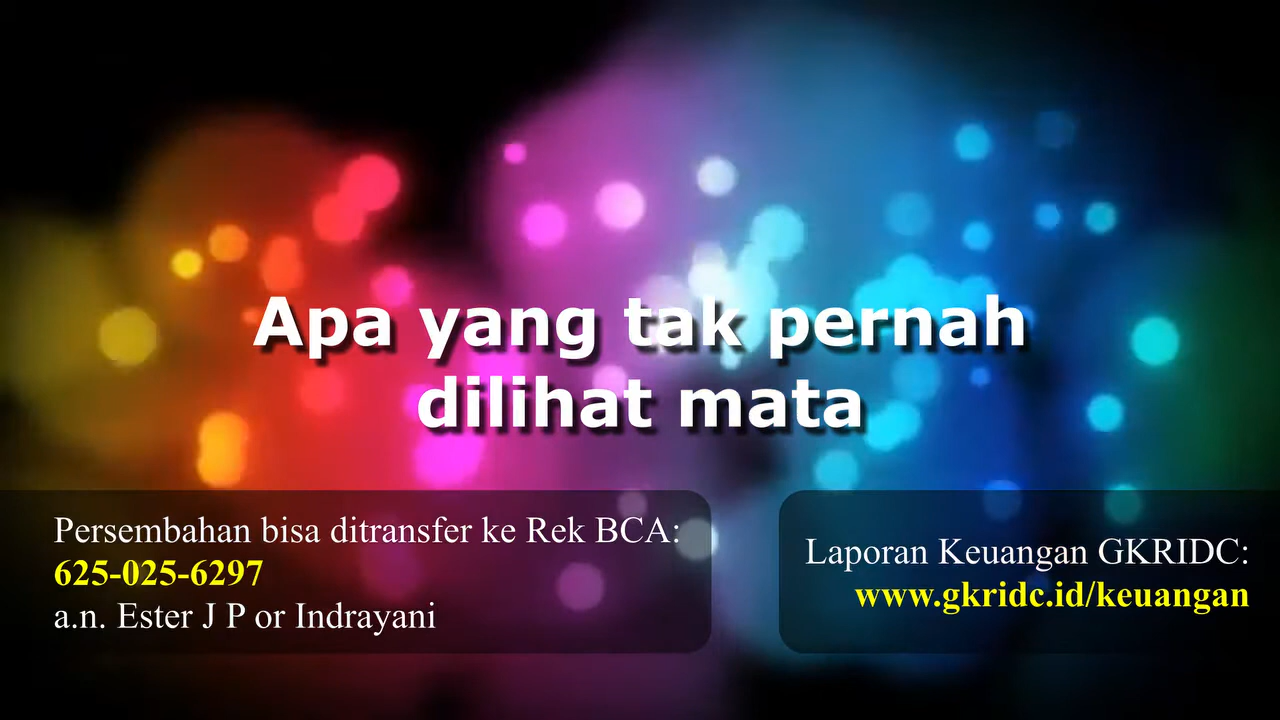 Apa yang tak pernah
dilihat mata
Persembahan bisa ditransfer ke Rek BCA:
625-025-6297
a.n. Ester J P or Indrayani
Laporan Keuangan GKRIDC:
www.gkridc.id/keuangan